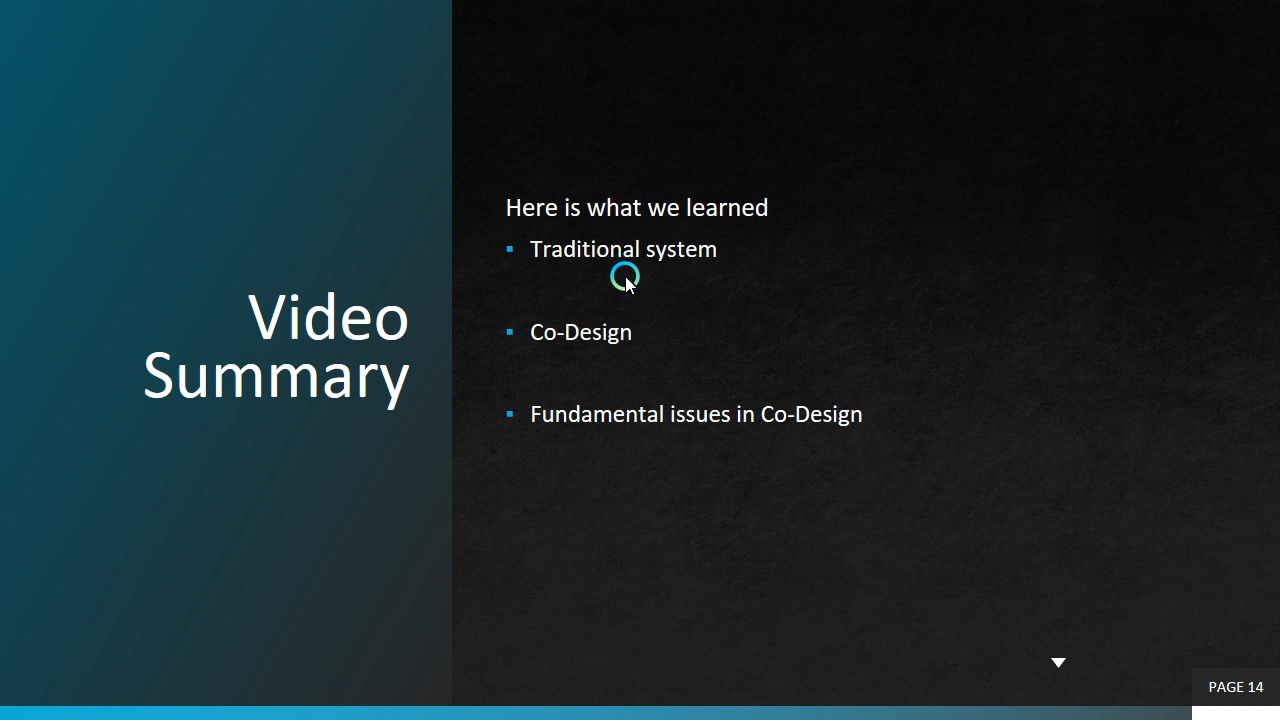 Video
Summary
Here is what we learned
Traditional system
Co-Design
Fundamental issues in Co-Design
PAGE 14